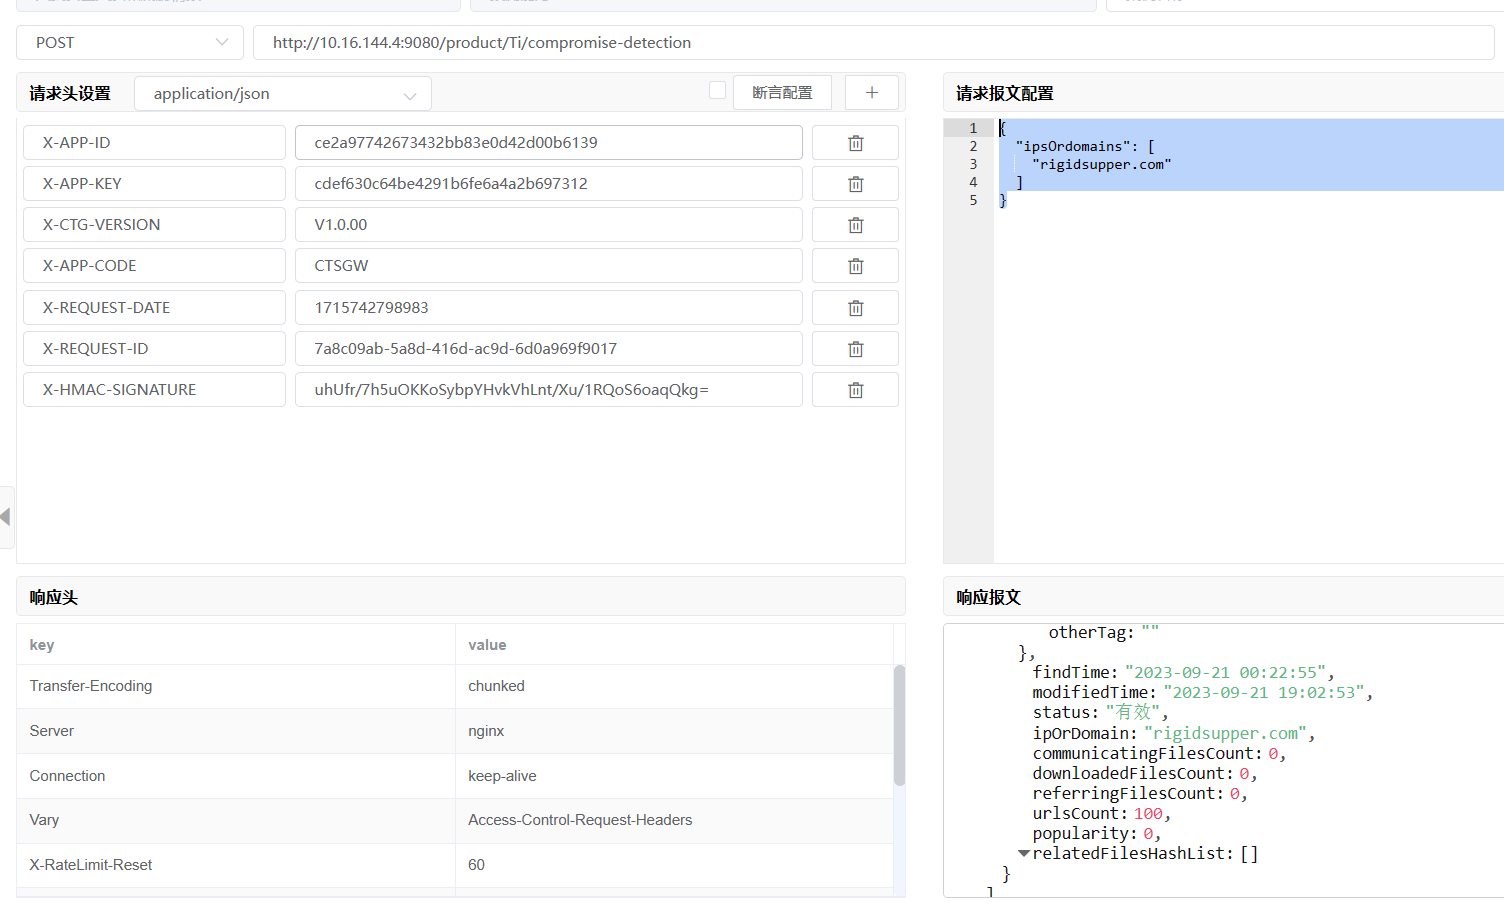 POST
http://10.16.144.4:9080/product/Ti/compromise-detection
请求头设置
application/json
断言配置
+
请求报文配置
X-APP-ID
ce2a97742673432bb83e0d42d00b6139
X-APP-KEY
cdef630c64be4291b6fe6a4a2b697312
X-CTG-VERSION
V1.0.00
X-APP-CODE
CTSGW
X-REQUEST-DATE
1715742798983
X-REQUEST-ID
7a8c09ab-5a8d-416d-ac9d-6d0a969f9017
X-HMAC-SIGNATURE
uhUfr/7h5uOKKoSybpYHvkVhLnt/Xu/1RQoS6oaqQkg=
1 {
2 "ipsOrdomains": [
3 "rigidsupper.com"
4 ]
5 }
响应头
key value
Transfer-Encoding chunked
Server nginx
Connection keep-alive
Vary Access-Control-Request-Headers
X-RateLimit-Reset 60
响应报文
otherTag: ""
},
findTime: "2023-09-21 00:22:55",
modifiedTime: "2023-09-21 19:02:53",
status: "有效",
ipOrDomain: "rigidsupper.com",
communicatingFilesCount: 0,
downloadedFilesCount: 0,
referringFilesCount: 0,
urlsCount: 100,
popularity: 0,
relatedFilesHashList: []
}
]